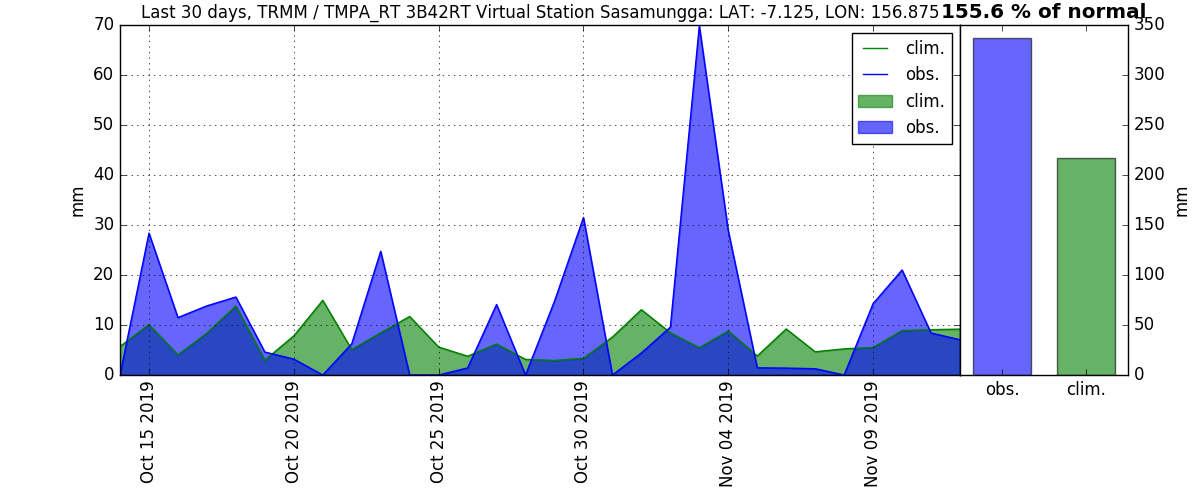 Last 30 days, TRMM / TMPA_RT 3B42RT Virtual Station Sasamungga: LAT: -7.125, LON: 156.875
155.6 % of normal
70
60
50
40
30
20
10
0
mm
Oct 15 2019
Oct 20 2019
Oct 25 2019
Oct 30 2019
Nov 04 2019
Nov 09 2019
clim.
obs.
clim.
obs.
350
300
250
200
150
100
50
0
mm
obs.
clim.